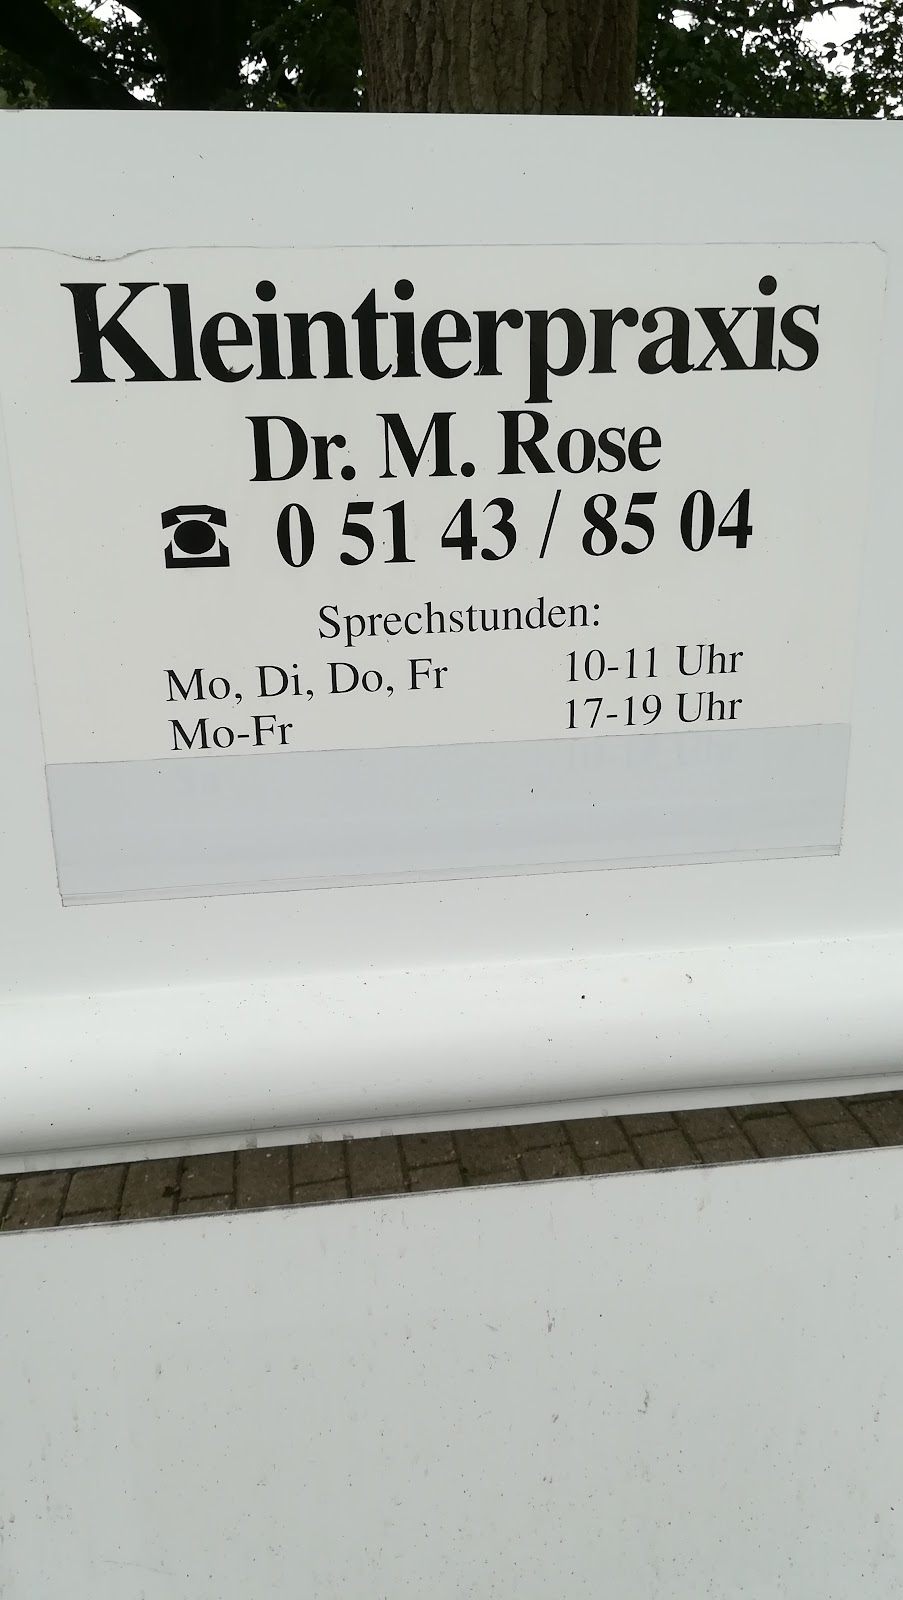 Kleintierpraxis
Dr. M. Rose
☎ 0 51 43 / 85 04
Sprechstunden:
Mo, Di, Do, Fr 10-11 Uhr
Mo-Fr 17-19 Uhr